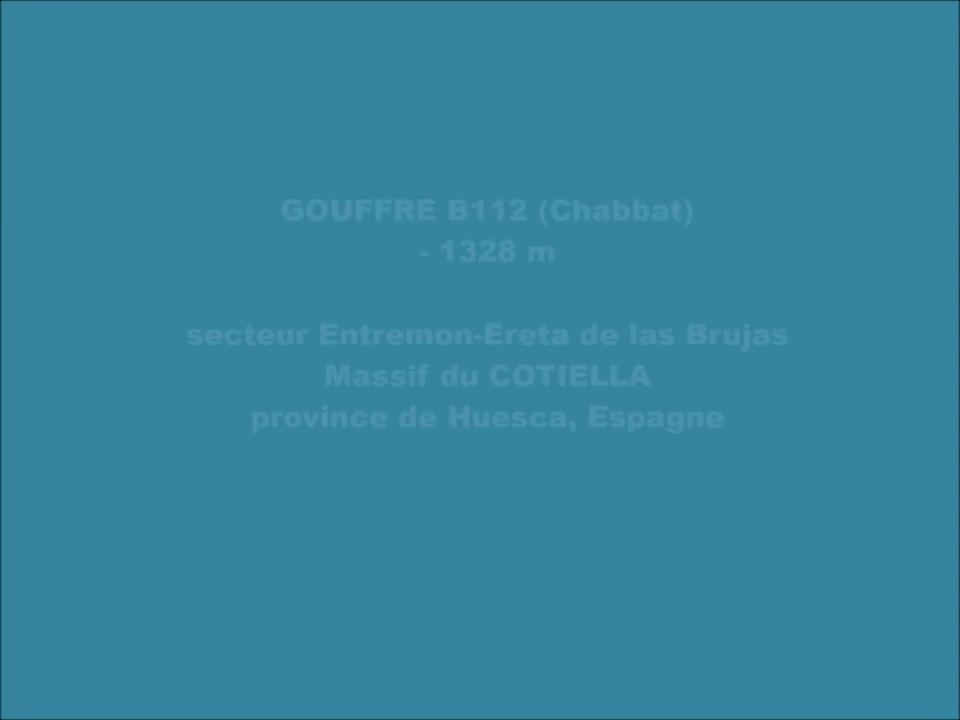 GOUFFRE B112 (Chabbat)
- 1328 m
secteur Entremon-Ereta de las Brujas
Massif du COTIELLA
province de Huesca, Espagne